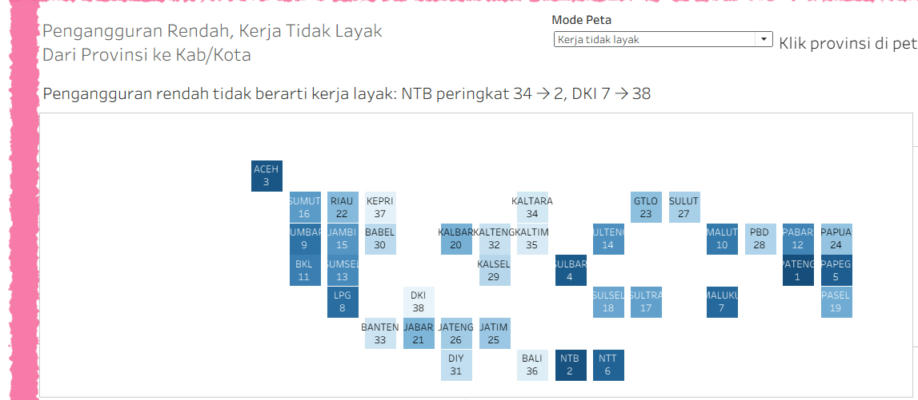 Pengangguran Rendah, Kerja Tidak Layak
Dari Provinsi ke Kab/Kota
Mode Peta
Kerja tidak layak
Klik provinsi di pet
Pengangguran rendah tidak berarti kerja layak: NTB peringkat 34 → 2, DKI 7 → 38
ACEH
3
SUMUT RIAU KEPRI KALTARA GTLO SULUT
16 22 37 34 23 27
UMBAR JAMBI BABEL KALBAR KALTENG KALTIM ULTENG MALUT PBD PABAR PAPUA
9 15 30 20 32 35 14 10 28 12 24
BKL SUMSEL KALSEL ULBAR PATENG PAPEG
11 13 29 4 1 5
LPG DKI SULSEL SULTRA MALUKU PASEL
8 38 18 17 7 19
BANTEN JABAR JATENG JATIM
33 21 26 25
DIY BALI NTB NTT
31 36 2 6